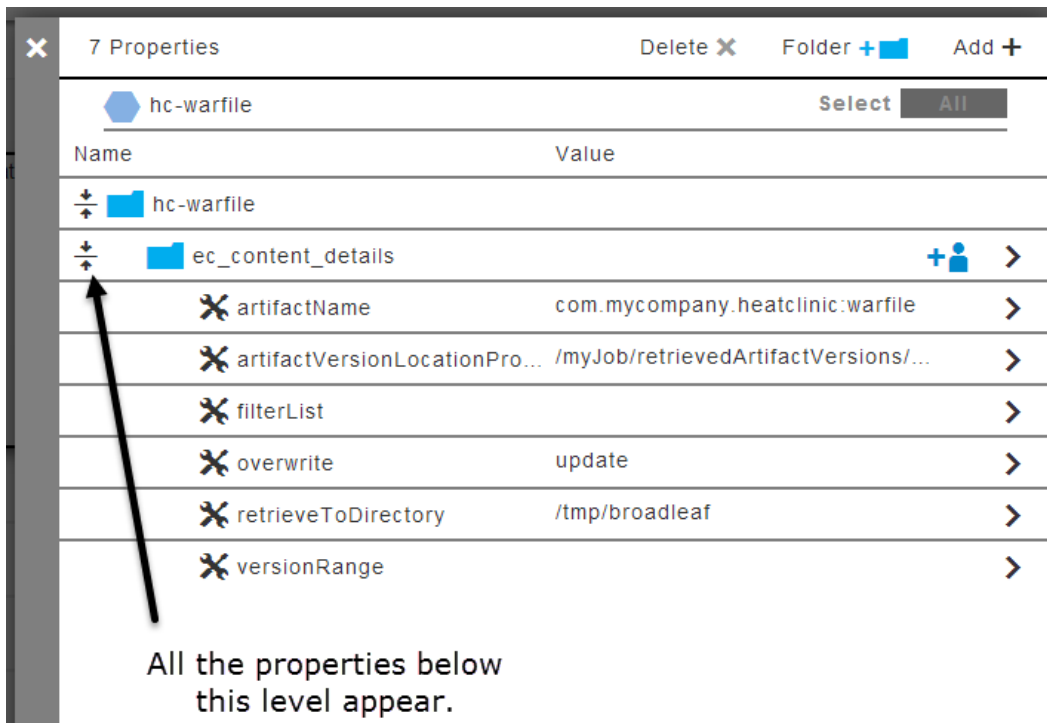 7 Properties Delete Folder Add
hc-warfile Select All
Name Value
hc-warfile
ec_content_details
artifactName com.mycompany.heatclinic:warfile
artifactVersionLocationPro... /myJob/retrievedArtifactVersions/...
filterList
overwrite update
retrieveToDirectory /tmp/broadleaf
versionRange
All the properties below
this level appear.